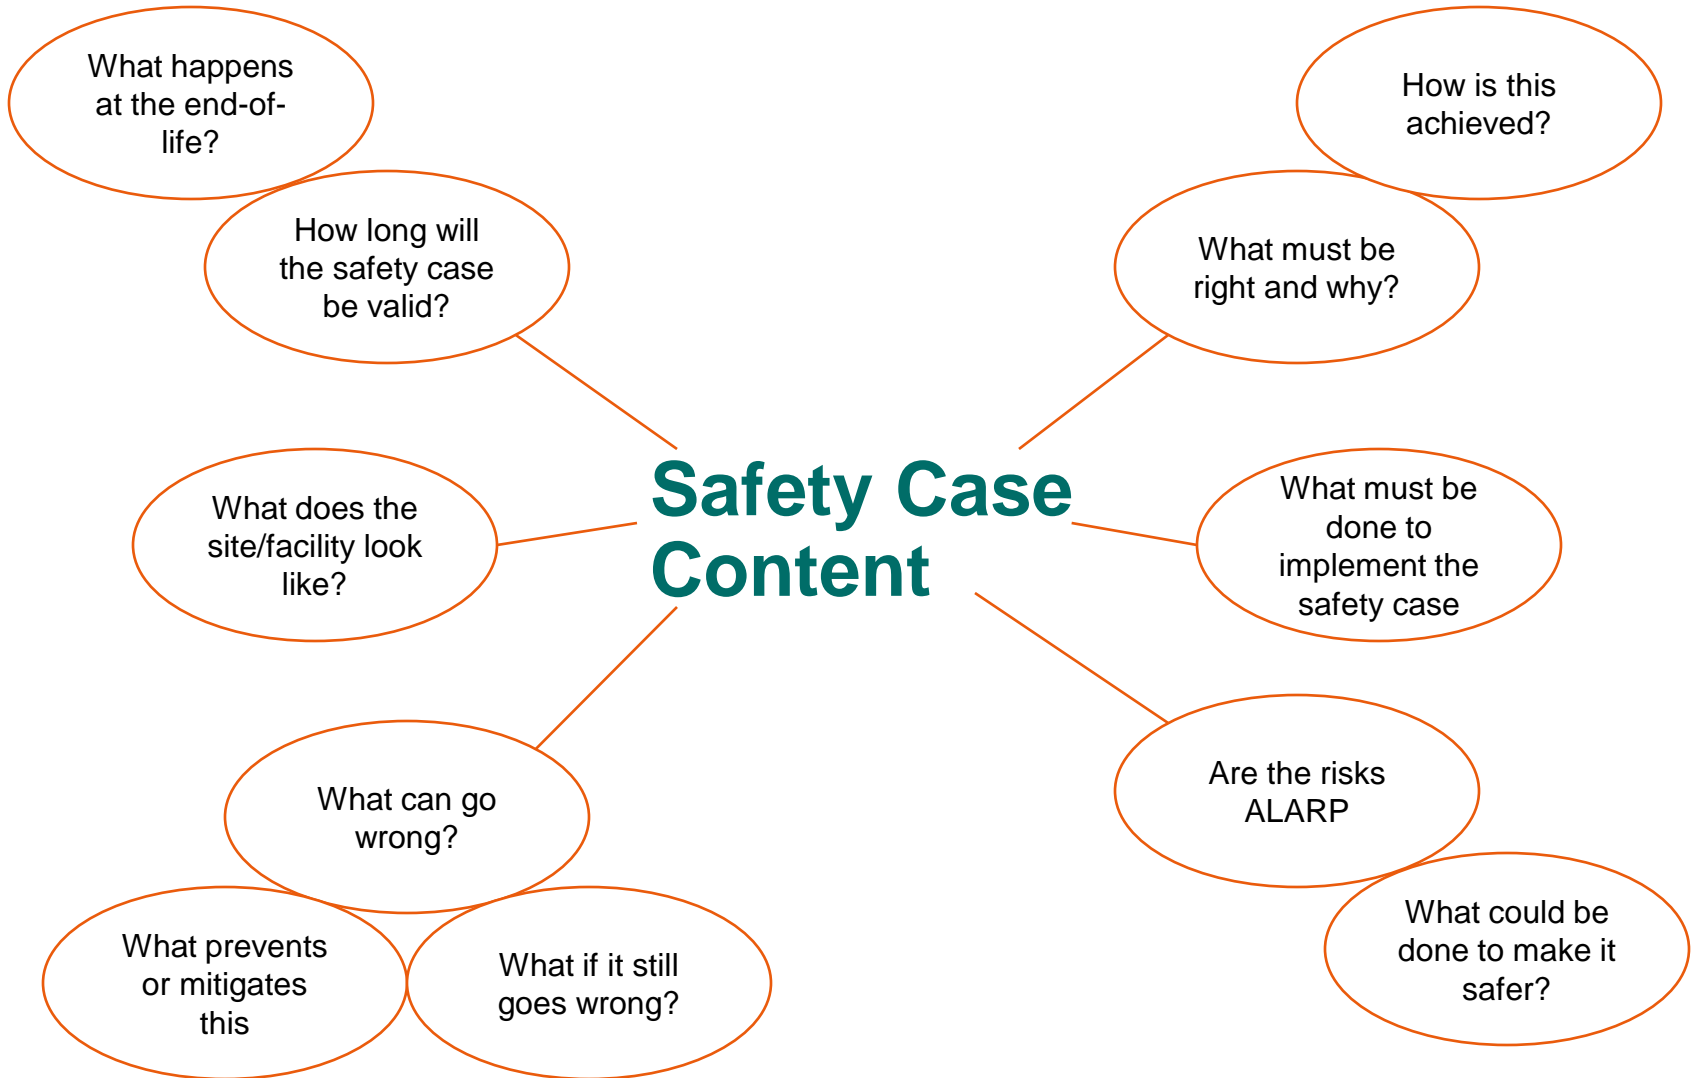 What happens
at the end-of-
life?
How is this
achieved?
How long will
the safety case
be valid?
What must be
right and why?
Safety Case
Content
What does the
site/facility look
like?
What must be
done to
implement the
safety case
What can go
wrong?
Are the risks
ALARP
What prevents
or mitigates
this
What if it still
goes wrong?
What could be
done to make it
safer?